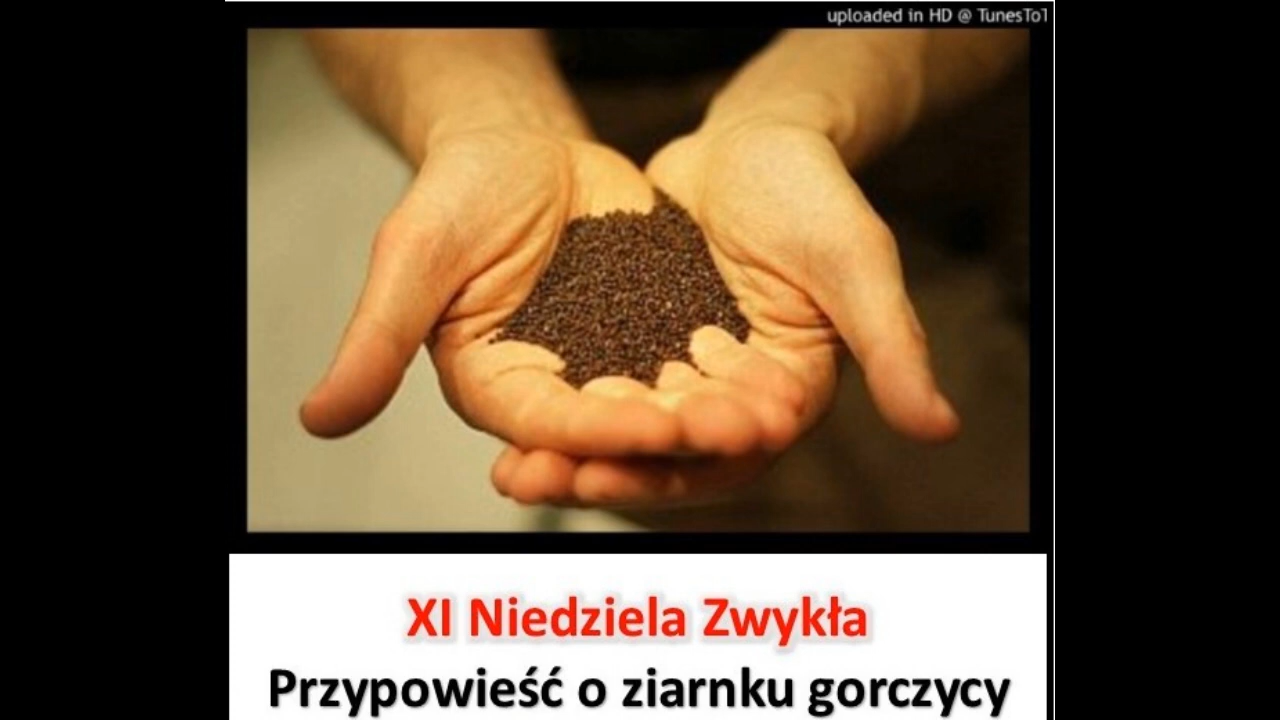 uploaded in HD @ TunesTo1
XI Niedziela Zwykła
Przypowieść o ziarnku gorczycy